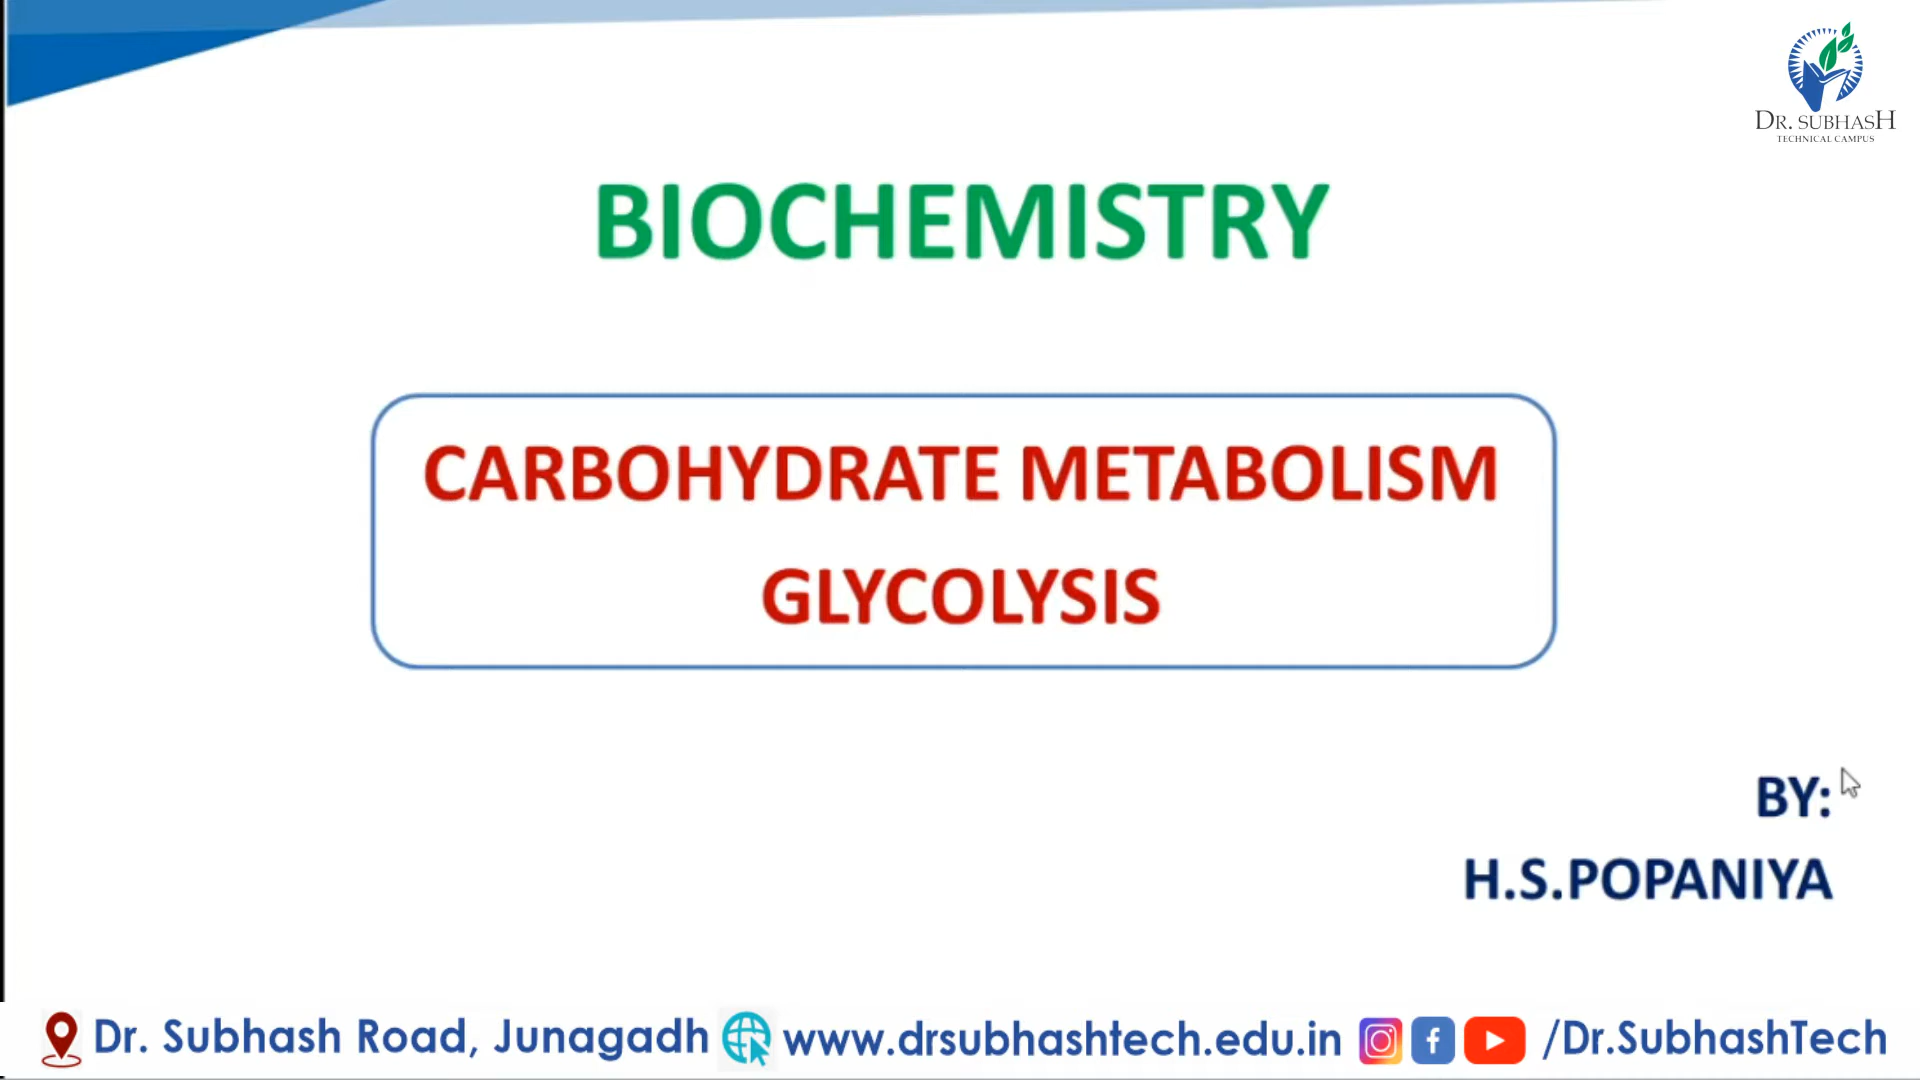 DR. SUBHASH
TECHNICAL CAMPUS
BIOCHEMISTRY
CARBOHYDRATE METABOLISM
GLYCOLYSIS
BY:
H.S.POPANIYA
Dr. Subhash Road, Junagadh www.drsubhashtech.edu.in /Dr.SubhashTech